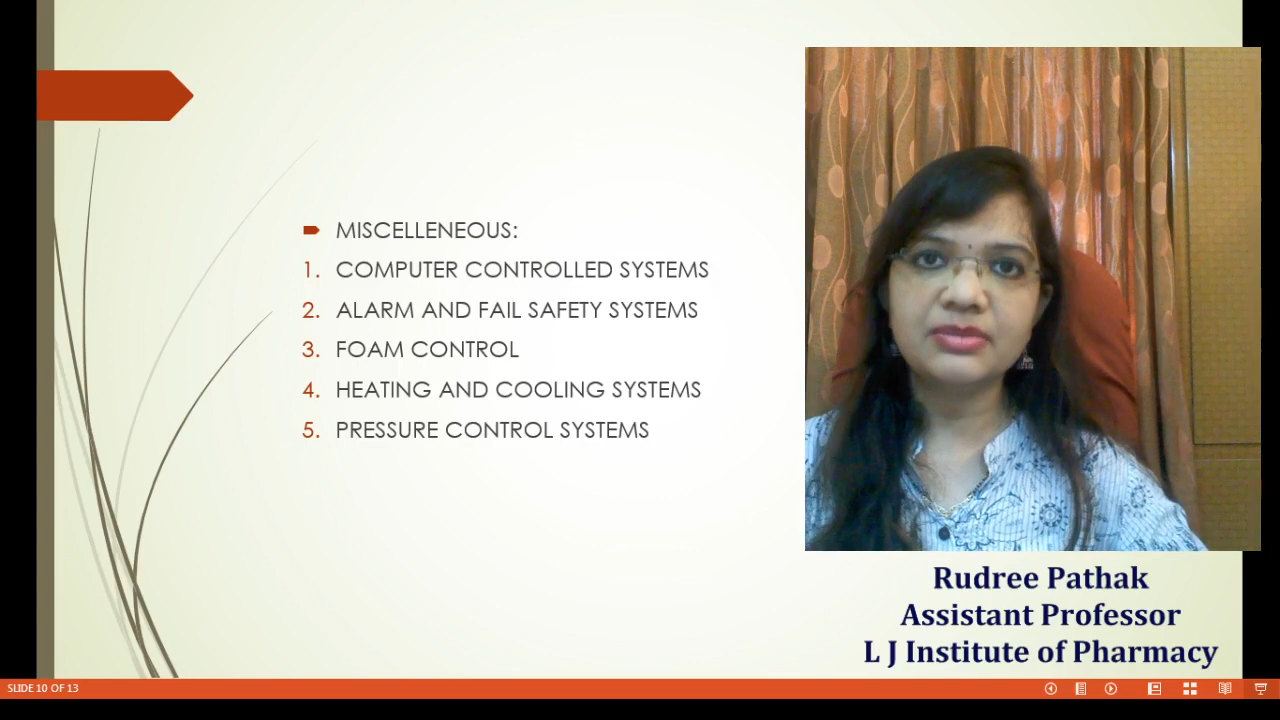 MISCELLENEOUS:
1. COMPUTER CONTROLLED SYSTEMS
2. ALARM AND FAIL SAFETY SYSTEMS
3. FOAM CONTROL
4. HEATING AND COOLING SYSTEMS
5. PRESSURE CONTROL SYSTEMS
Rudree Pathak
Assistant Professor
L J Institute of Pharmacy
SLIDE 10 OF 13